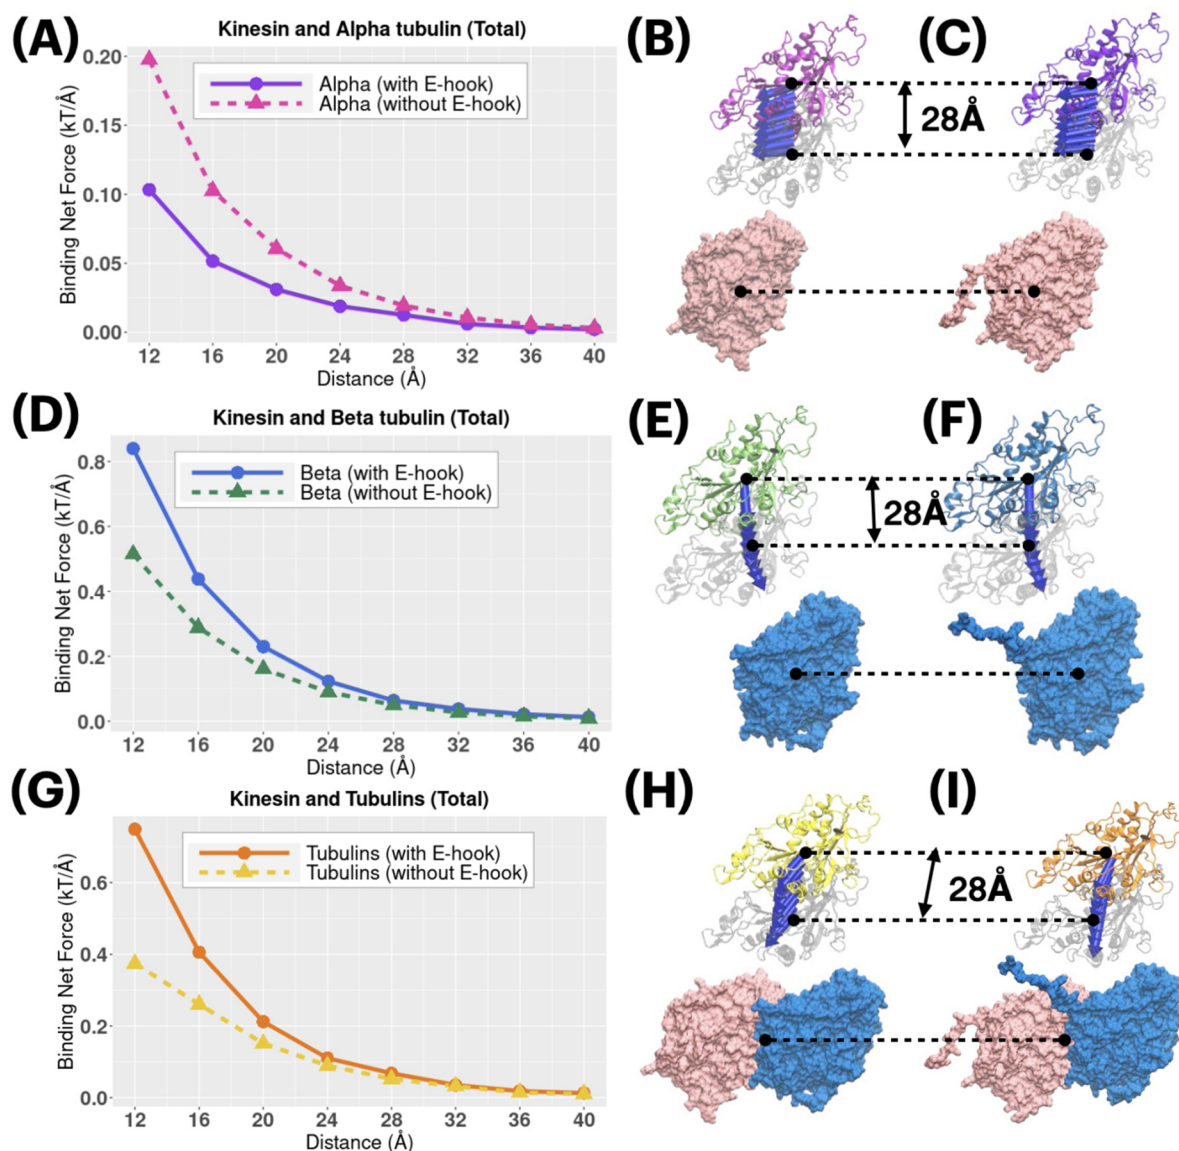 (A)
Kinesin and Alpha tubulin (Total)
Binding Net Force (kT/Å)
0.20
0.15
0.10
0.05
0.00
Alpha (with E-hook)
Alpha (without E-hook)
12 16 20 24 28 32 36 40
Distance (Å)
(B)
(C)
28Å
(D)
Kinesin and Beta tubulin (Total)
Binding Net Force (kT/Å)
0.8
0.6
0.4
0.2
0.0
Beta (with E-hook)
Beta (without E-hook)
12 16 20 24 28 32 36 40
Distance (Å)
(E)
(F)
28Å
(G)
Kinesin and Tubulins (Total)
Binding Net Force (kT/Å)
0.6
0.4
0.2
0.0
Tubulins (with E-hook)
Tubulins (without E-hook)
12 16 20 24 28 32 36 40
Distance (Å)
(H)
(I)
28Å